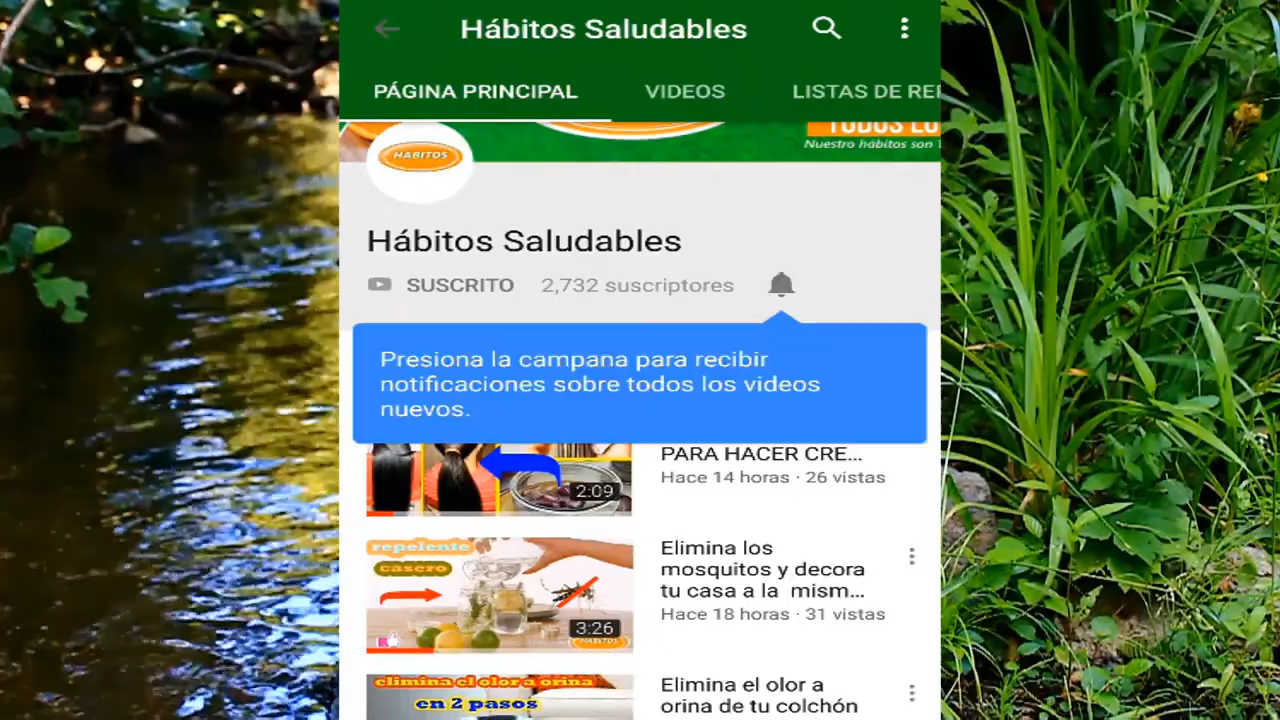 Hábitos Saludables
PÁGINA PRINCIPAL
VIDEOS
LISTAS DE
TODOS
Nuestro hábitos son
HABITOS
Hábitos Saludables
SUSCRITO
2,732 suscriptores
Presiona la campana para recibir
notificaciones sobre todos los videos
nuevos.
PARA HACER CRE...
Hace 14 horas · 26 vistas
2:09
repelente
casero
3:26
HABITOS
Elimina los
mosquitos y decora
tu casa a la mism...
Hace 18 horas · 31 vistas
elimina el olor a orina
en 2 pasos
Elimina el olor a
orina de tu colchón